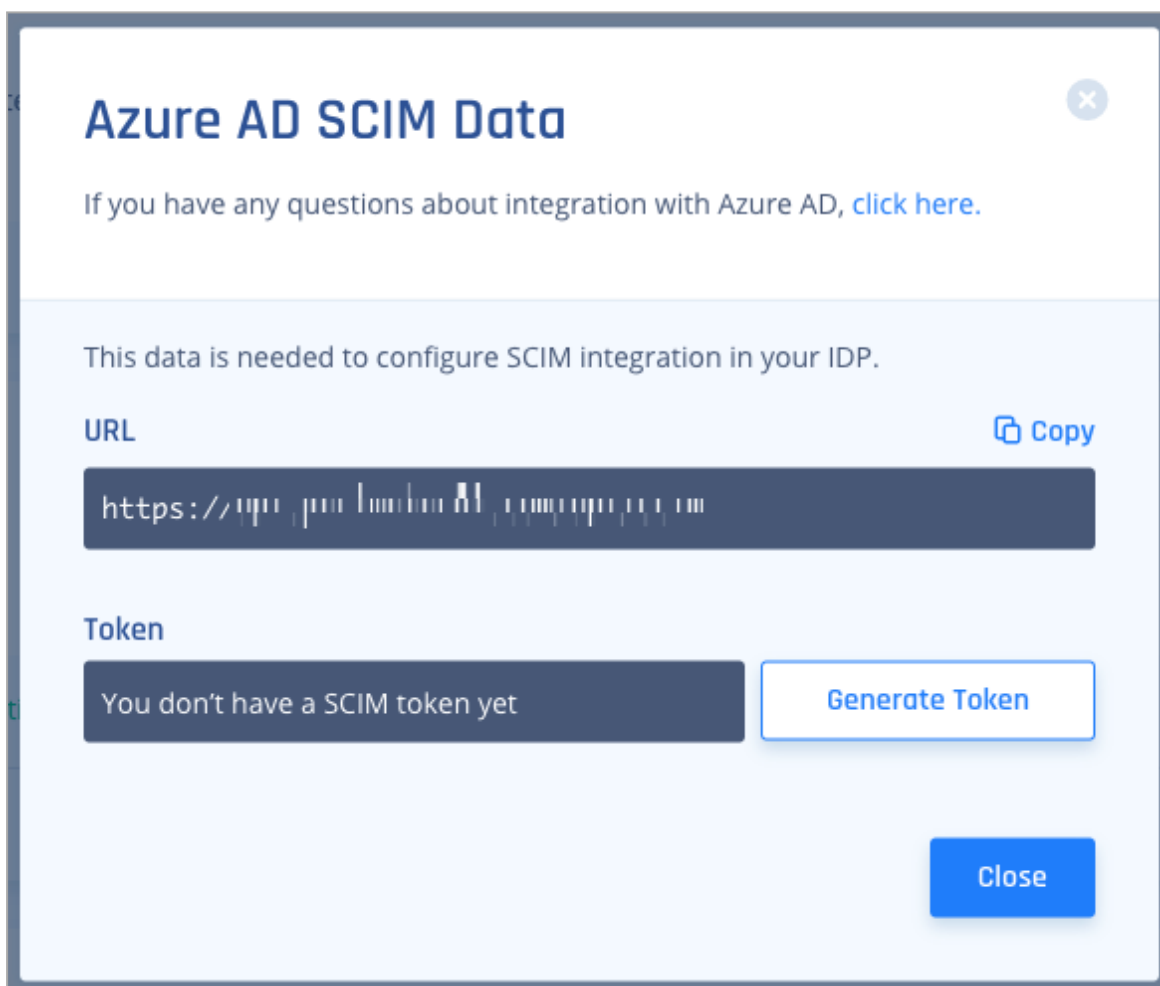 Azure AD SCIM Data
If you have any questions about integration with Azure AD, click here.
This data is needed to configure SCIM integration in your IDP.
URL
Copy
https://
Token
You don't have a SCIM token yet
Generate Token
Close